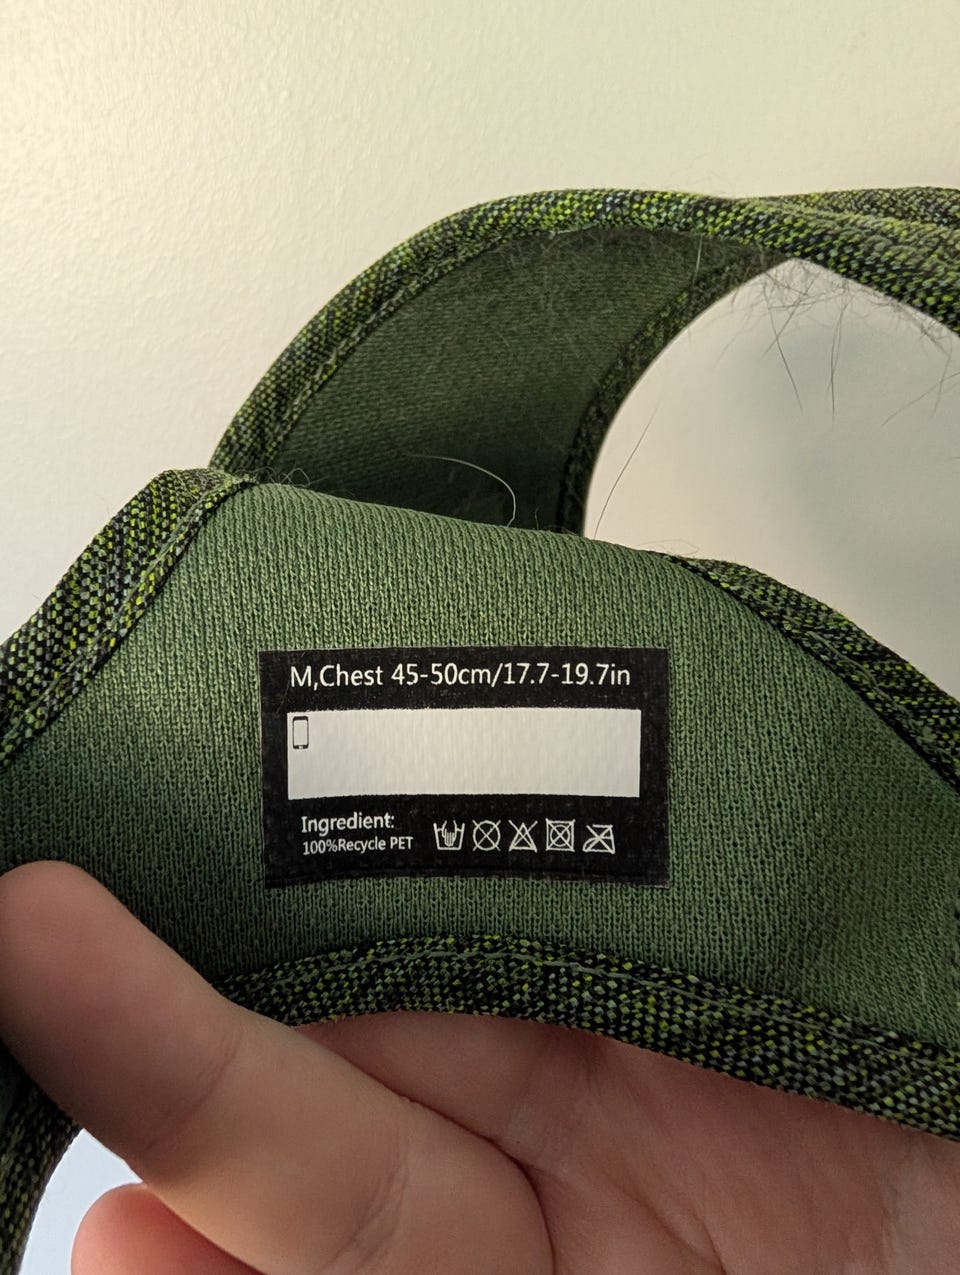 M,Chest 45-50cm/17.7-19.7in
Ingredient:
100%Recycle PET